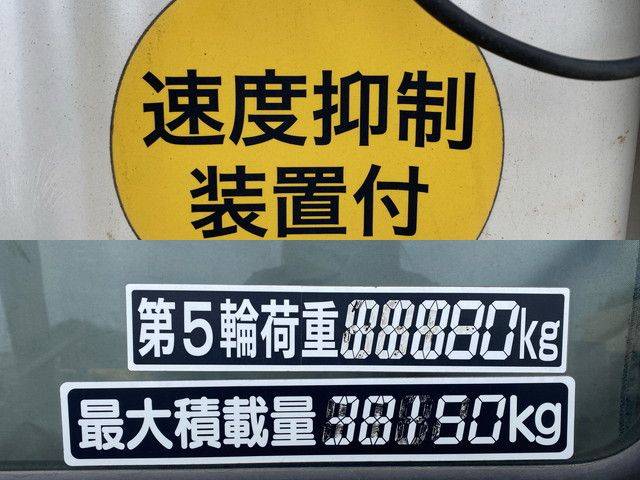 速度抑制
装置付
第5輪荷重 kg
最大積載量 kg